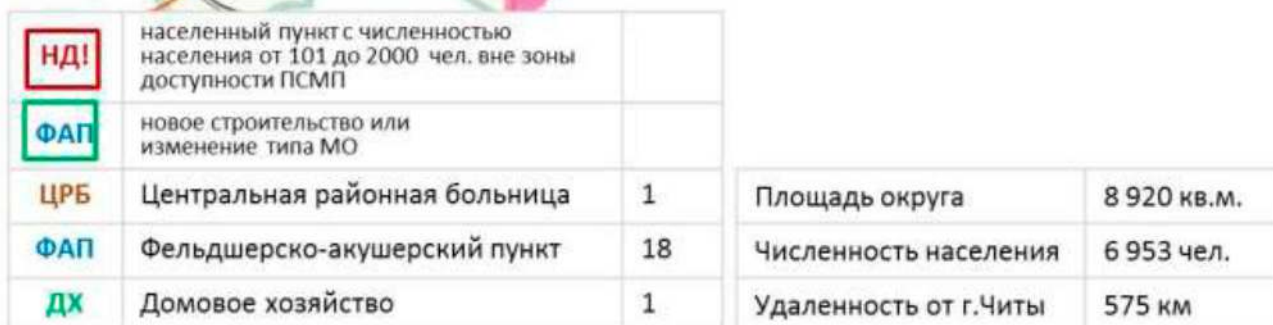 НД!
населенный пункт с численностью
населения от 101 до 2000 чел. вне зоны
доступности ПСМП
ФАП
новое строительство или
изменение типа МО
ЦРБ Центральная районная больница 1
ФАП Фельдшерско-акушерский пункт 18
ДХ Домовое хозяйство 1
Площадь округа 8 920 кв.м.
Численность населения 6 953 чел.
Удаленность от г.Читы 575 км